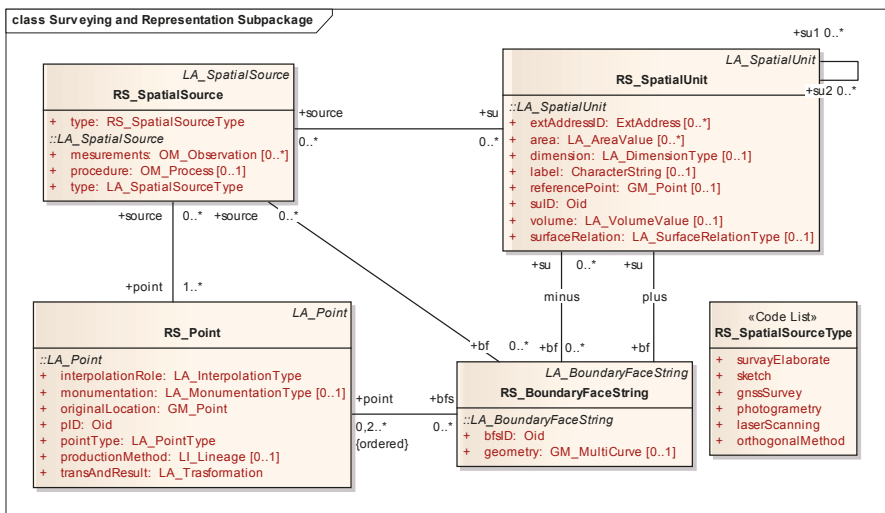 class Surveying and Representation Subpackage
LA_SpatialSource
RS_SpatialSource
+ type: RS_SpatialSourceType
::LA_SpatialSource
+ mesurements: OM_Observation [0..*]
+ procedure: OM_Process [0..1]
+ type: LA_SpatialSourceType
+source
0..*
+su
0..*
+su1 0..*
+su2 0..*
LA_SpatialUnit
RS_SpatialUnit
::LA_SpatialUnit
+ extAddressID: ExtAddress [0..*]
+ area: LA_AreaValue [0..*]
+ dimension: LA_DimensionType [0..1]
+ label: CharacterString [0..1]
+ referencePoint: GM_Point [0..1]
+ suID: Oid
+ volume: LA_VolumeValue [0..1]
+ surfaceRelation: LA_SurfaceRelationType [0..1]
+source 0..*
+source 0..*
+point 1..*
+su 0..*
minus
+bf 0..*
+su
plus
+bf
+bf 0..*
LA_Point
RS_Point
::LA_Point
+ interpolationRole: LA_InterpolationType
+ monumentation: LA_MonumentationType [0..1]
+ originalLocation: GM_Point
+ pID: Oid
+ pointType: LA_PointType
+ productionMethod: LI_Lineage [0..1]
+ transAndResult: LA_Trasformation
+point
0,2..*
{ordered}
+bfs
0..*
LA_BoundaryFaceString
RS_BoundaryFaceString
::LA_BoundaryFaceString
+ bfsID: Oid
+ geometry: GM_MultiCurve [0..1]
«Code List»
RS_SpatialSourceType
+ survayElaborate
+ sketch
+ gnssSurvey
+ photogrametry
+ laserScanning
+ orthogonalMethod